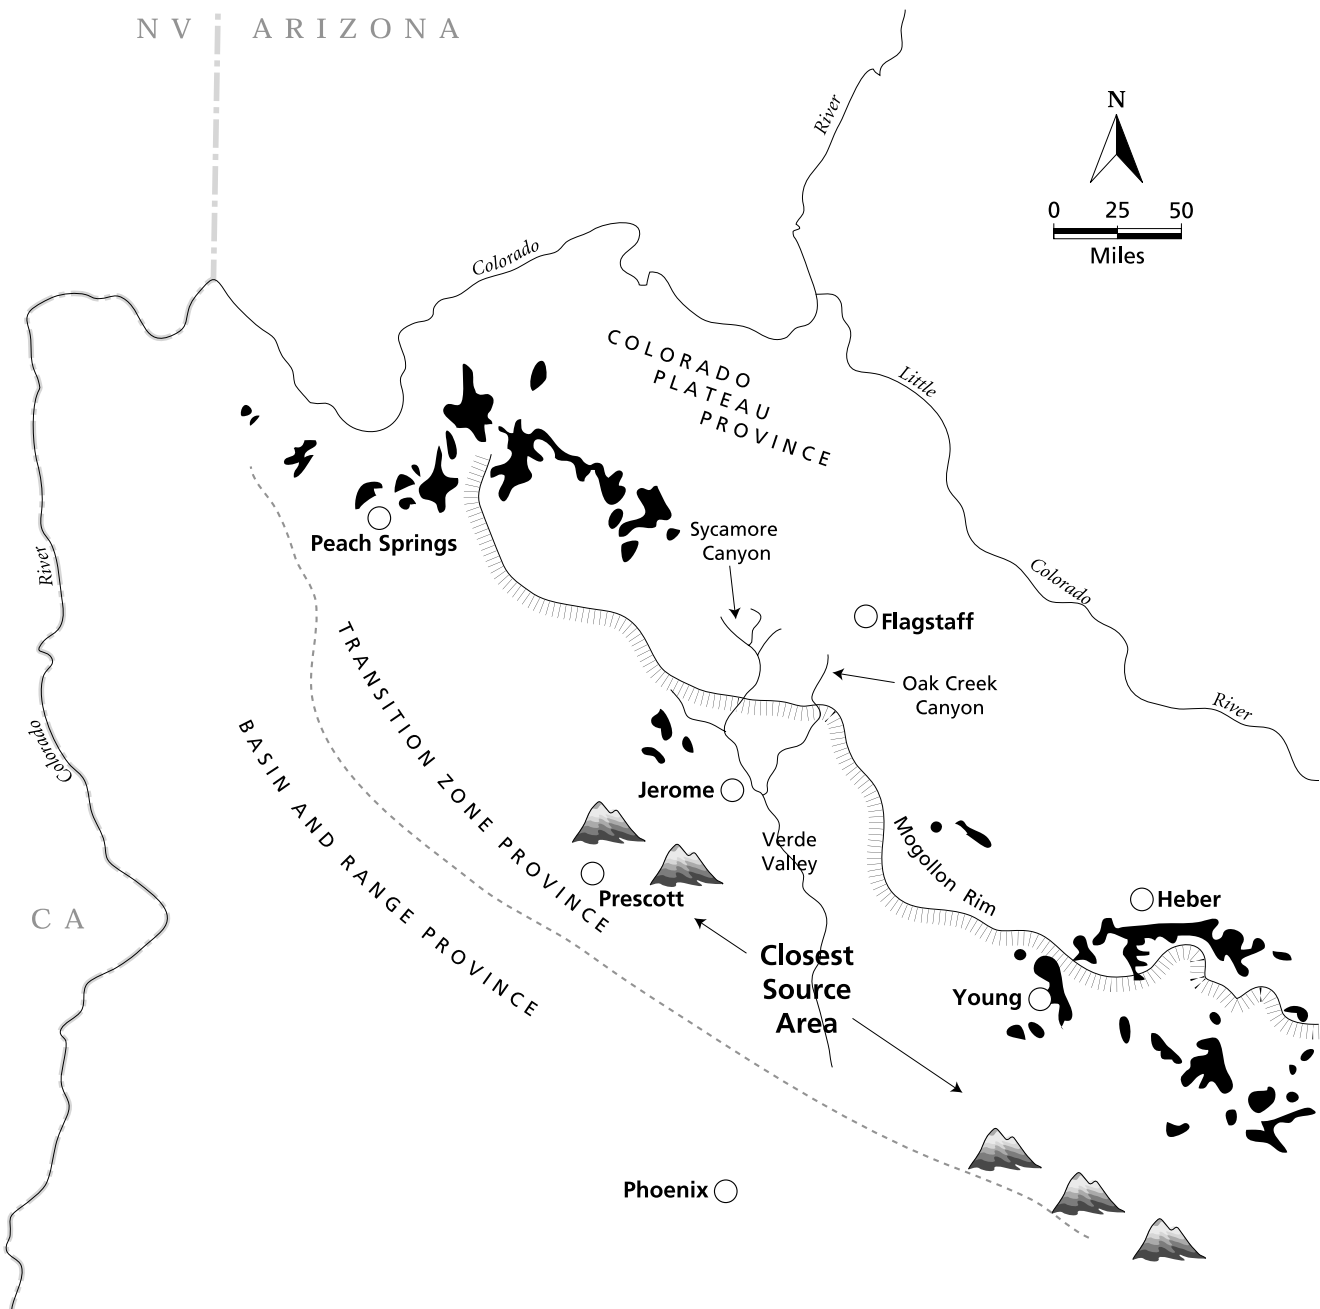 NV ARIZONA
N
0 25 50
Miles
River
Colorado
COLORADO
PLATEAU
PROVINCE
Little
Colorado
River
Peach Springs
Sycamore
Canyon
Flagstaff
Oak Creek
Canyon
River
Colorado
TRANSITION ZONE PROVINCE
BASIN AND RANGE PROVINCE
Jerome
Verde
Valley
Mogollon Rim
Prescott
Heber
CA
Closest
Source
Area
Young
Phoenix